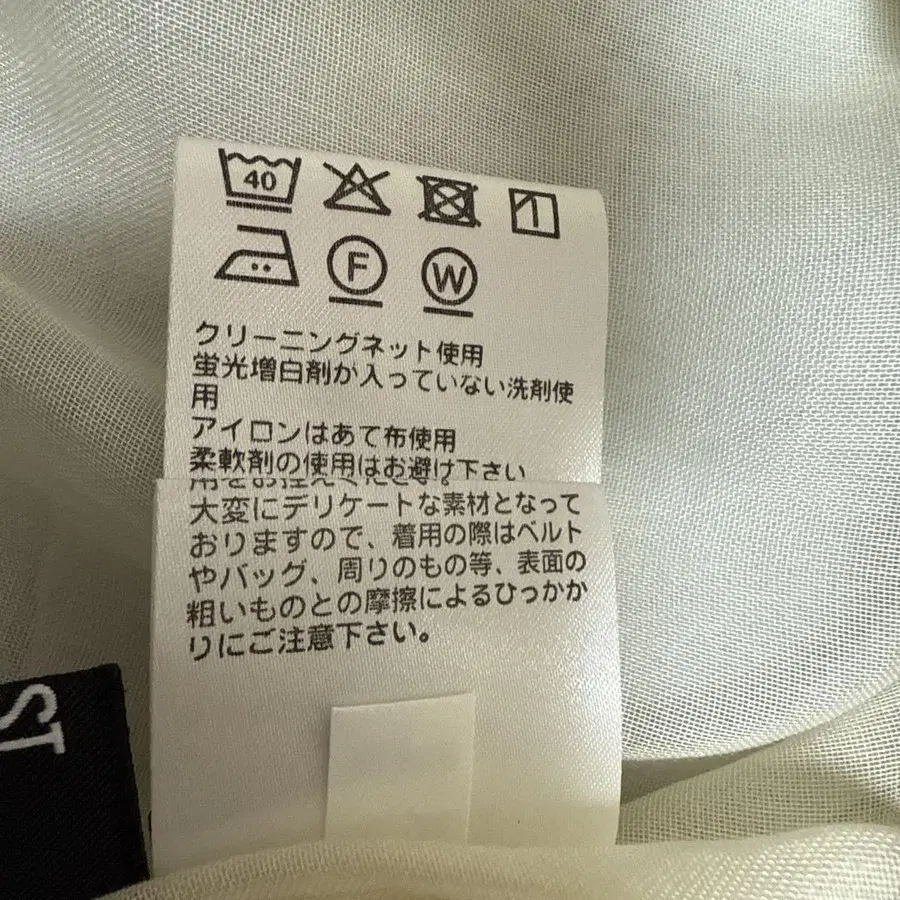 40
F W
クリーニングネット使用
蛍光増白剤が入っていない洗剤使
用
アイロンはあて布使用
柔軟剤の使用はお避け下さい
大変にデリケートな素材となって
おりますので、着用の際はベルト
やバッグ、周りのもの等、表面の
粗いものとの摩擦によるひっかか
りにご注意下さい。
ST